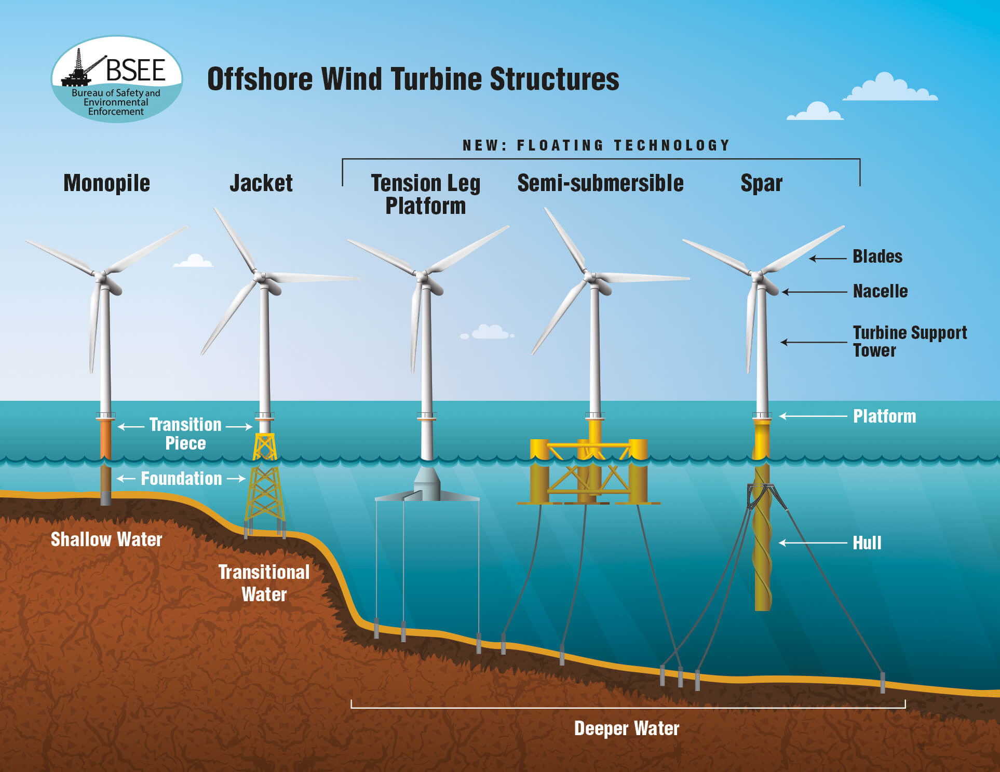 BSEE
Bureau of Safety and
Environmental
Enforcement
Offshore Wind Turbine Structures
NEW: FLOATING TECHNOLOGY
Monopile
Jacket
Tension Leg
Platform
Semi-submersible
Spar
Blades
Nacelle
Turbine Support
Tower
Platform
Transition
Piece
Foundation
Hull
Shallow Water
Transitional
Water
Deeper Water